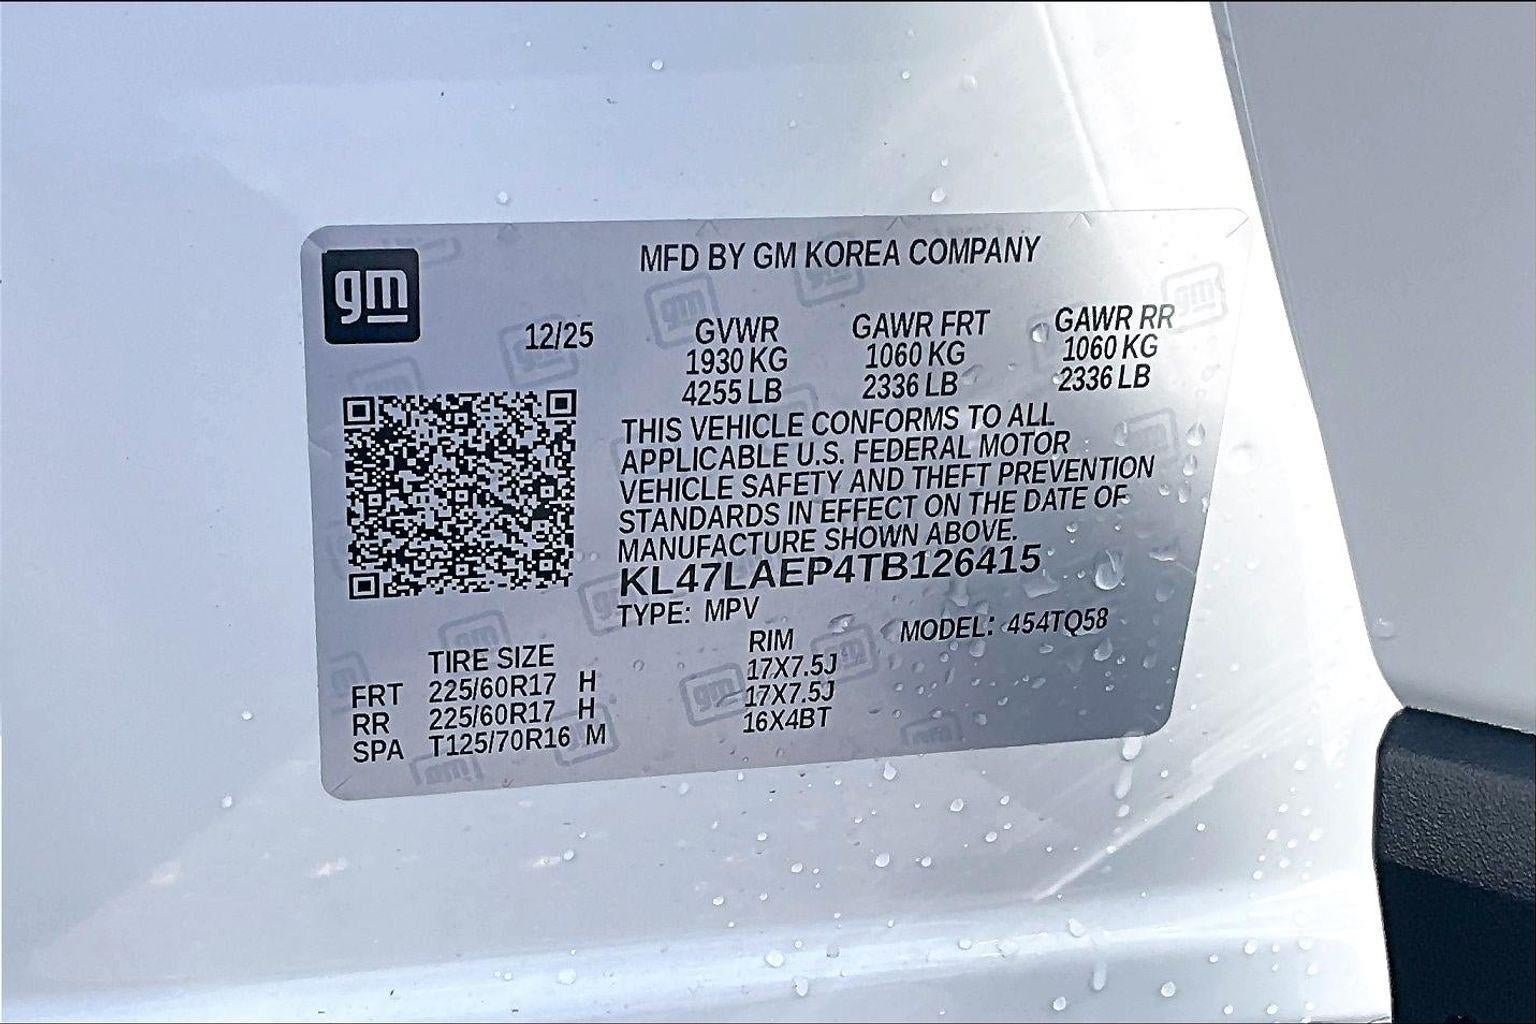 gm
MFD BY GM KOREA COMPANY
12/25
GVWR GAWR FRT GAWR RR
1930 KG 1060 KG 1060 KG
4255 LB 2336 LB 2336 LB
THIS VEHICLE CONFORMS TO ALL
APPLICABLE U.S. FEDERAL MOTOR
VEHICLE SAFETY AND THEFT PREVENTION
STANDARDS IN EFFECT ON THE DATE OF
MANUFACTURE SHOWN ABOVE.
KL47LAEP4TB126415
TYPE: MPV
MODEL: 454TQ58
TIRE SIZE RIM
FRT 225/60R17 H 17X7.5J
RR 225/60R17 H 17X7.5J
SPA T125/70R16 M 16X4BT